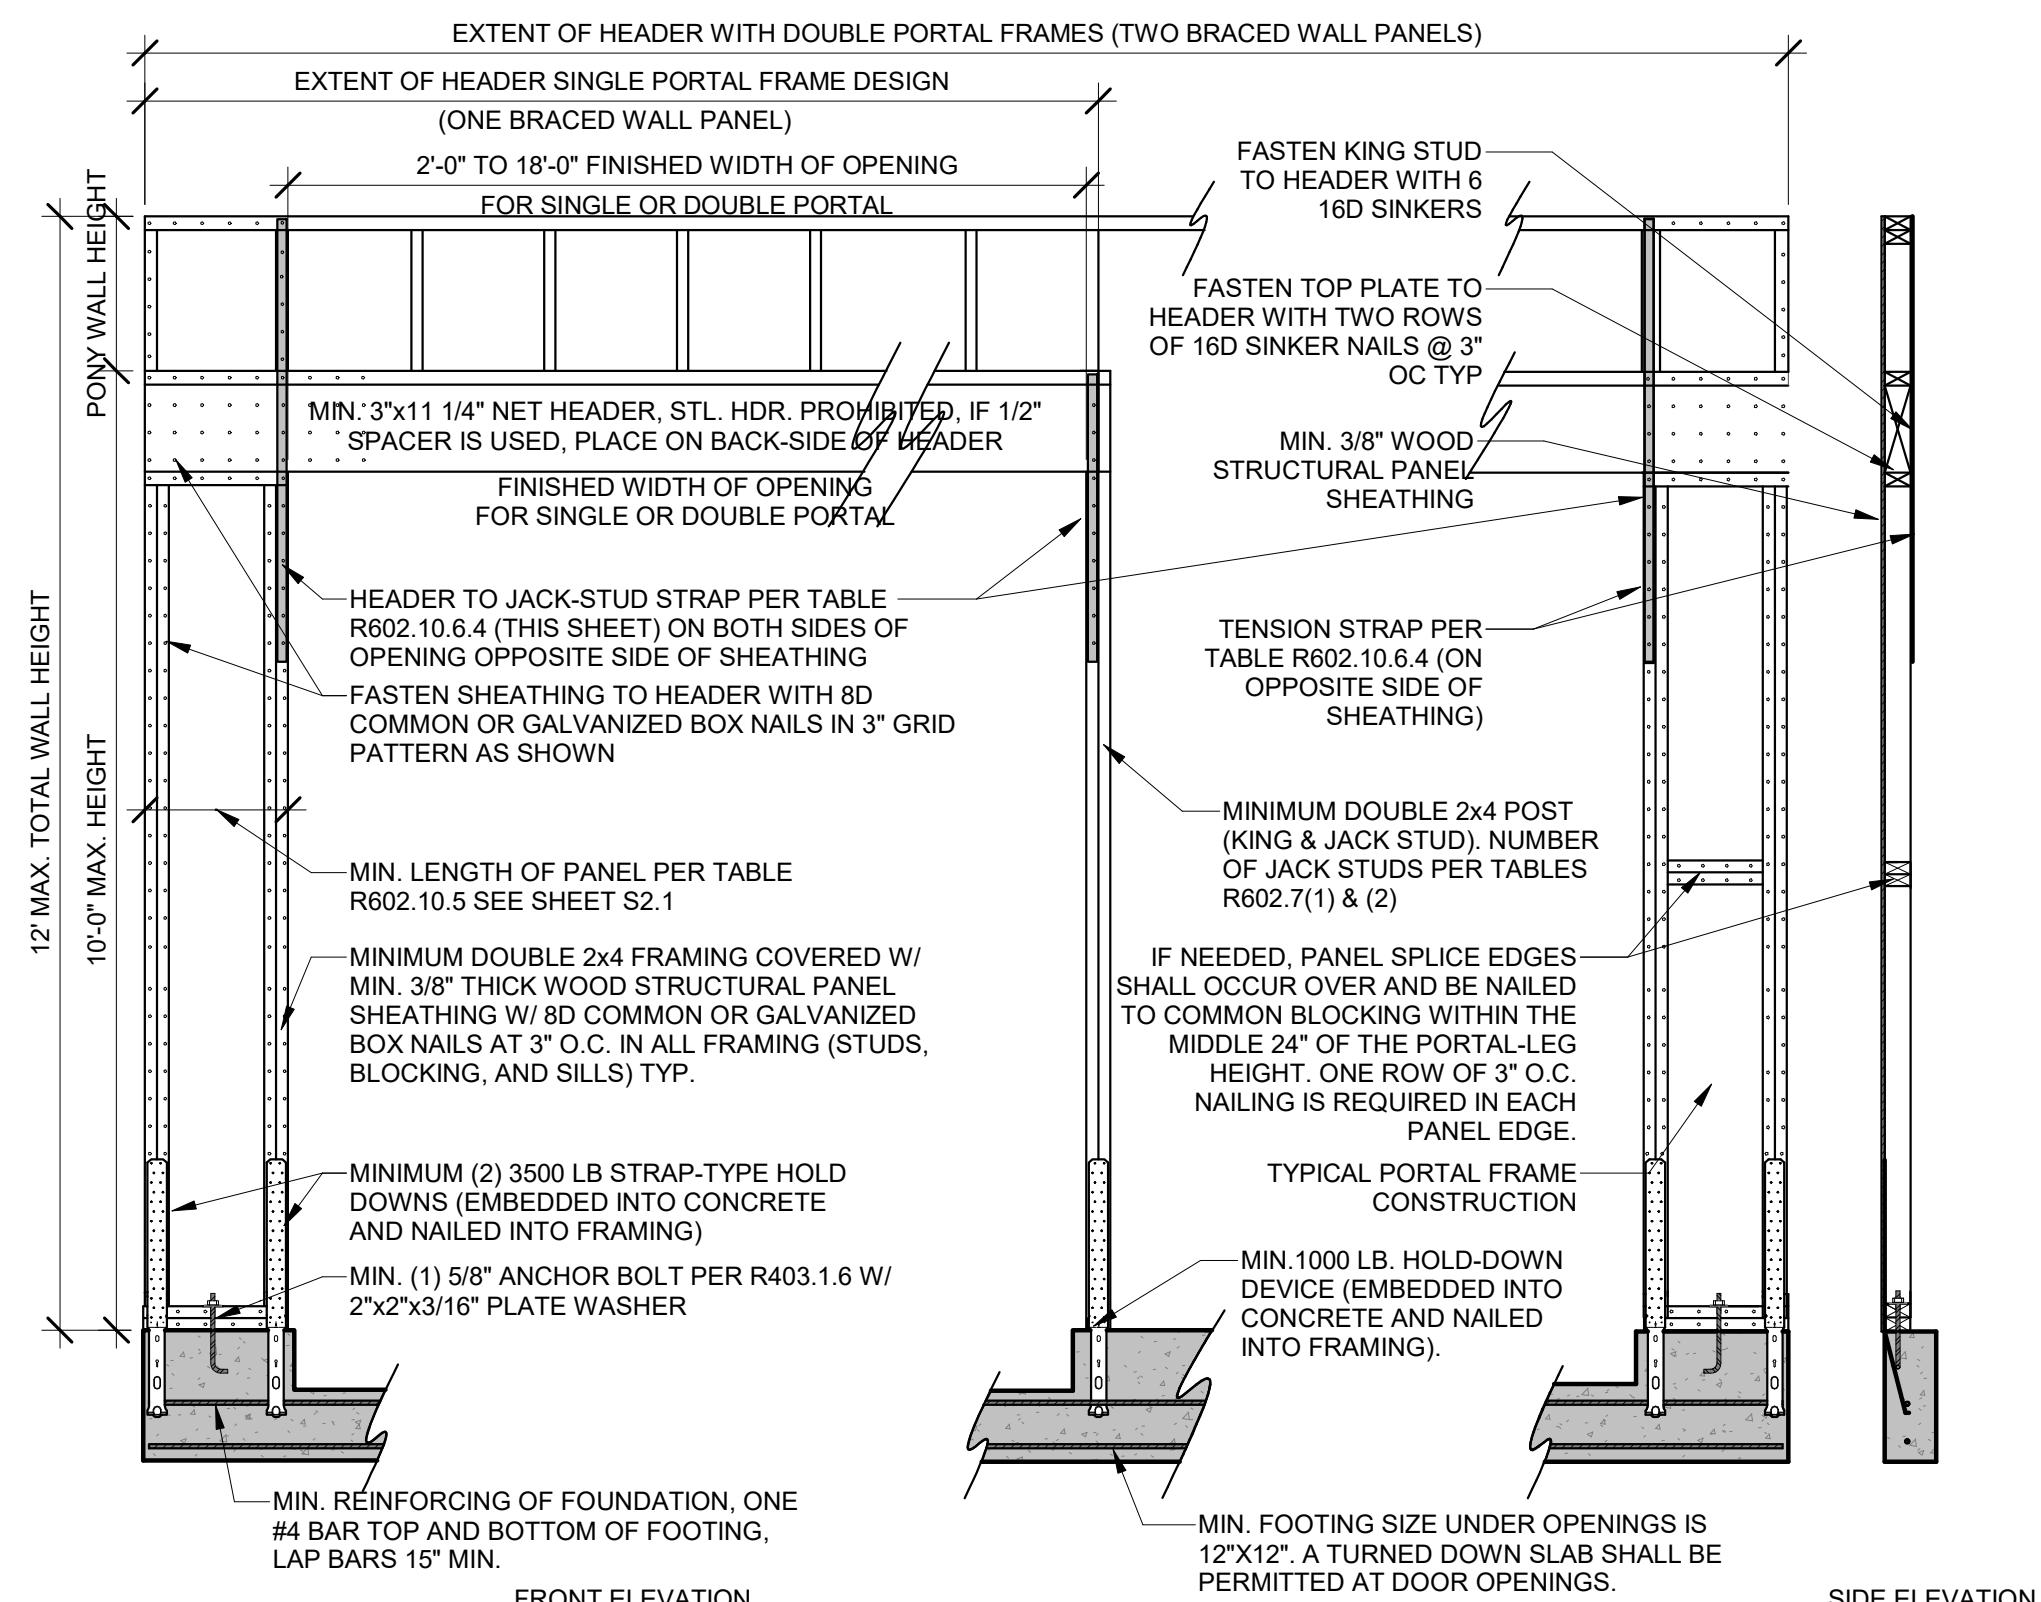 EXTENT OF HEADER WITH DOUBLE PORTAL FRAMES (TWO BRACED WALL PANELS)
EXTENT OF HEADER SINGLE PORTAL FRAME DESIGN
(ONE BRACED WALL PANEL)
2'-0" TO 18'-0" FINISHED WIDTH OF OPENING
FOR SINGLE OR DOUBLE PORTAL
PONY WALL HEIGHT
12' MAX. TOTAL WALL HEIGHT
10'-0" MAX. HEIGHT
MIN. 3"x11 1/4" NET HEADER, STL. HDR. PROHIBITED, IF 1/2"
SPACER IS USED, PLACE ON BACK-SIDE OF HEADER
FINISHED WIDTH OF OPENING
FOR SINGLE OR DOUBLE PORTAL
HEADER TO JACK-STUD STRAP PER TABLE
R602.10.6.4 (THIS SHEET) ON BOTH SIDES OF
OPENING OPPOSITE SIDE OF SHEATHING
FASTEN SHEATHING TO HEADER WITH 8D
COMMON OR GALVANIZED BOX NAILS IN 3" GRID
PATTERN AS SHOWN
MIN. LENGTH OF PANEL PER TABLE
R602.10.5 SEE SHEET S2.1
MINIMUM DOUBLE 2x4 FRAMING COVERED W/
MIN. 3/8" THICK WOOD STRUCTURAL PANEL
SHEATHING W/ 8D COMMON OR GALVANIZED
BOX NAILS AT 3" O.C. IN ALL FRAMING (STUDS,
BLOCKING, AND SILLS) TYP.
MINIMUM (2) 3500 LB STRAP-TYPE HOLD
DOWNS (EMBEDDED INTO CONCRETE
AND NAILED INTO FRAMING)
MIN. (1) 5/8" ANCHOR BOLT PER R403.1.6 W/
2"x2"x3/16" PLATE WASHER
MIN. REINFORCING OF FOUNDATION, ONE
#4 BAR TOP AND BOTTOM OF FOOTING,
LAP BARS 15" MIN.
FRONT ELEVATION
FASTEN KING STUD
TO HEADER WITH 6
16D SINKERS
FASTEN TOP PLATE TO
HEADER WITH TWO ROWS
OF 16D SINKER NAILS @ 3"
OC TYP
MIN. 3/8" WOOD
STRUCTURAL PANEL
SHEATHING
TENSION STRAP PER
TABLE R602.10.6.4 (ON
OPPOSITE SIDE OF
SHEATHING)
MINIMUM DOUBLE 2x4 POST
(KING & JACK STUD). NUMBER
OF JACK STUDS PER TABLES
R602.7(1) & (2)
IF NEEDED, PANEL SPLICE EDGES
SHALL OCCUR OVER AND BE NAILED
TO COMMON BLOCKING WITHIN THE
MIDDLE 24" OF THE PORTAL-LEG
HEIGHT. ONE ROW OF 3" O.C.
NAILING IS REQUIRED IN EACH
PANEL EDGE.
TYPICAL PORTAL FRAME
CONSTRUCTION
MIN.1000 LB. HOLD-DOWN
DEVICE (EMBEDDED INTO
CONCRETE AND NAILED
INTO FRAMING).
MIN. FOOTING SIZE UNDER OPENINGS IS
12"X12". A TURNED DOWN SLAB SHALL BE
PERMITTED AT DOOR OPENINGS.
SIDE ELEVATION